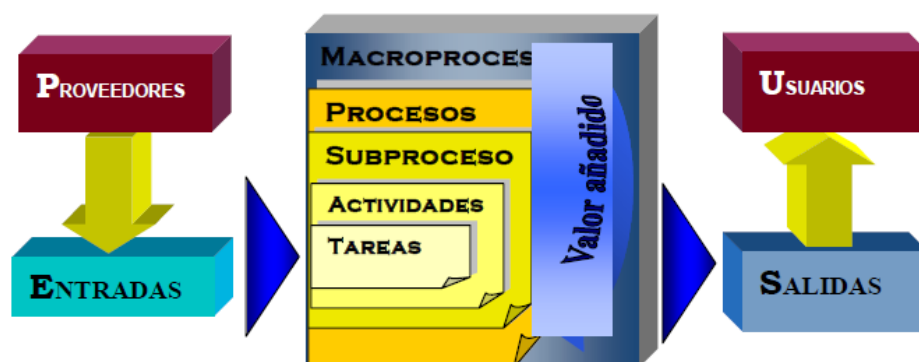 PROVEEDORES
ENTRADAS
MACROPROCES
PROCESOS
SUBPROCESO
ACTIVIDADES
TAREAS
Valor añadido
USUARIOS
SALIDAS